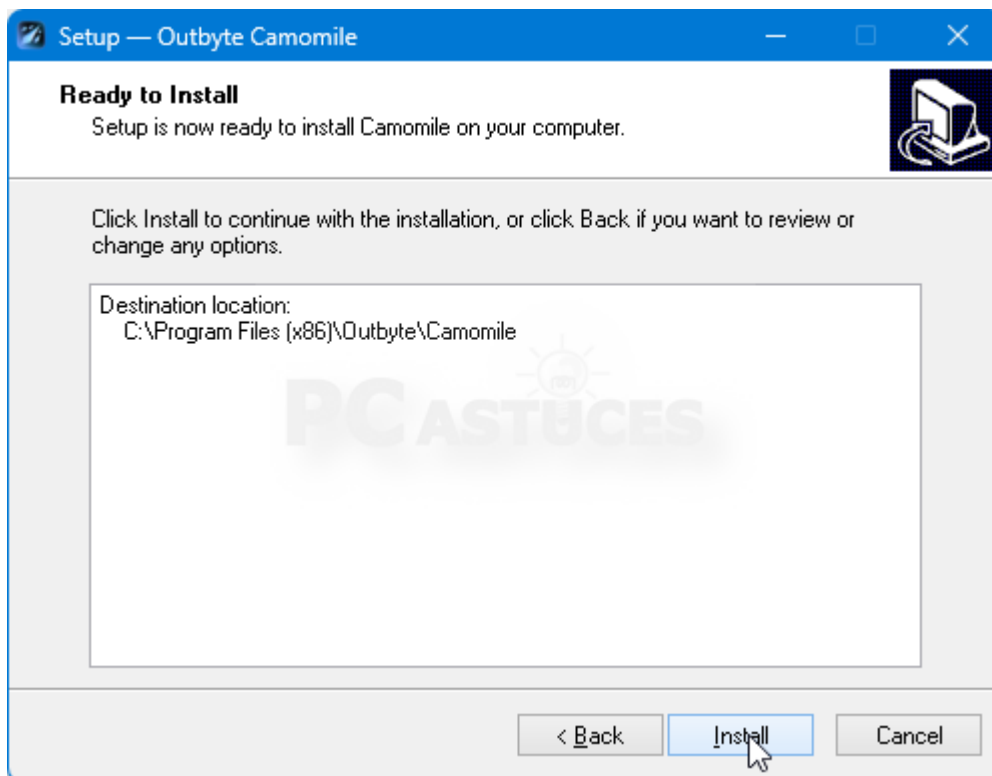 Setup — Outbyte Camomile
Ready to Install
Setup is now ready to install Camomile on your computer.
Click Install to continue with the installation, or click Back if you want to review or
change any options.
Destination location:
C:\Program Files (x86)\Outbyte\Camomile
PC ASTUCES
< Back
Install
Cancel